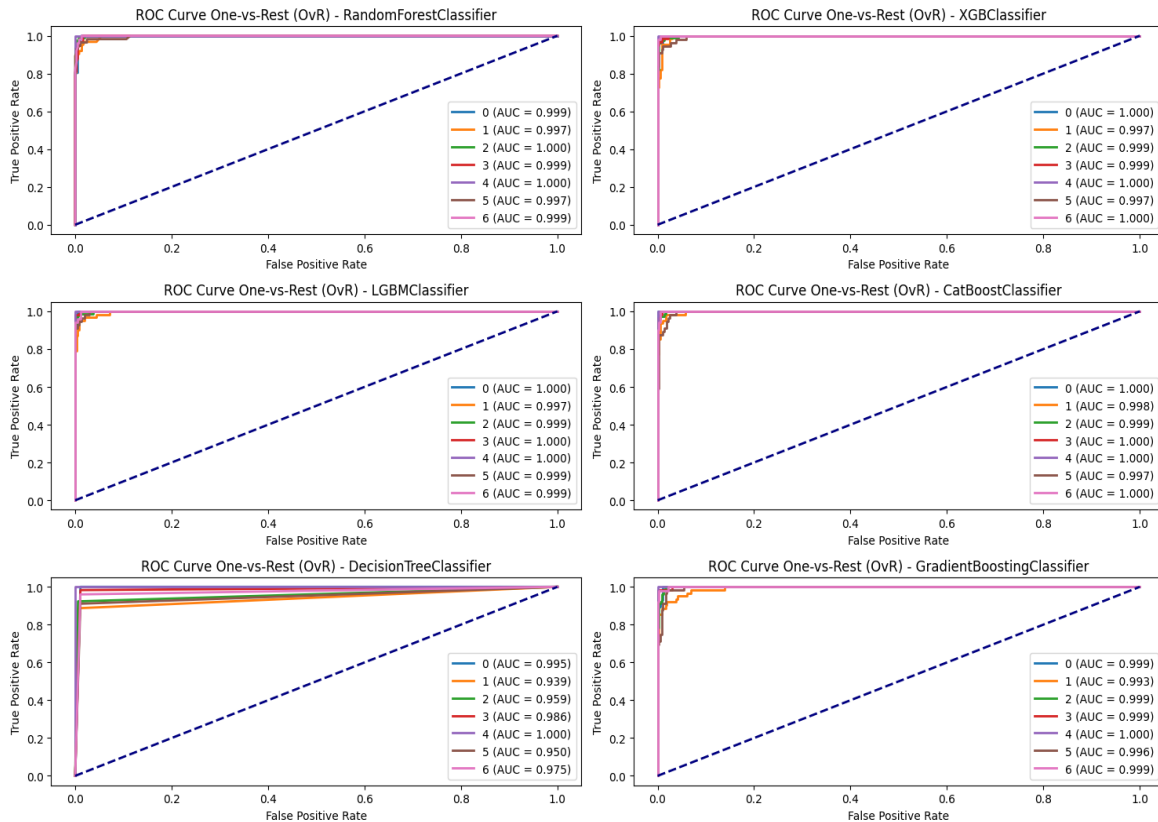 ROC Curve One-vs-Rest (OvR) - RandomForestClassifier
True Positive Rate
1.0
0.8
0.6
0.4
0.2
0.0
0 (AUC = 0.999)
1 (AUC = 0.997)
2 (AUC = 1.000)
3 (AUC = 0.999)
4 (AUC = 1.000)
5 (AUC = 0.997)
6 (AUC = 0.999)
0.0 0.2 0.4 0.6 0.8 1.0
False Positive Rate
ROC Curve One-vs-Rest (OvR) - XGBClassifier
True Positive Rate
1.0
0.8
0.6
0.4
0.2
0.0
0 (AUC = 1.000)
1 (AUC = 0.997)
2 (AUC = 0.999)
3 (AUC = 0.999)
4 (AUC = 1.000)
5 (AUC = 0.997)
6 (AUC = 1.000)
0.0 0.2 0.4 0.6 0.8 1.0
False Positive Rate
ROC Curve One-vs-Rest (OvR) - LGBMClassifier
True Positive Rate
1.0
0.8
0.6
0.4
0.2
0.0
0 (AUC = 1.000)
1 (AUC = 0.997)
2 (AUC = 0.999)
3 (AUC = 1.000)
4 (AUC = 1.000)
5 (AUC = 0.999)
6 (AUC = 0.999)
0.0 0.2 0.4 0.6 0.8 1.0
False Positive Rate
ROC Curve One-vs-Rest (OvR) - CatBoostClassifier
True Positive Rate
1.0
0.8
0.6
0.4
0.2
0.0
0 (AUC = 1.000)
1 (AUC = 0.998)
2 (AUC = 0.999)
3 (AUC = 1.000)
4 (AUC = 1.000)
5 (AUC = 0.997)
6 (AUC = 1.000)
0.0 0.2 0.4 0.6 0.8 1.0
False Positive Rate
ROC Curve One-vs-Rest (OvR) - DecisionTreeClassifier
True Positive Rate
1.0
0.8
0.6
0.4
0.2
0.0
0 (AUC = 0.995)
1 (AUC = 0.939)
2 (AUC = 0.959)
3 (AUC = 0.986)
4 (AUC = 1.000)
5 (AUC = 0.950)
6 (AUC = 0.975)
0.0 0.2 0.4 0.6 0.8 1.0
False Positive Rate
ROC Curve One-vs-Rest (OvR) - GradientBoostingClassifier
True Positive Rate
1.0
0.8
0.6
0.4
0.2
0.0
0 (AUC = 0.999)
1 (AUC = 0.993)
2 (AUC = 0.999)
3 (AUC = 0.999)
4 (AUC = 1.000)
5 (AUC = 0.996)
6 (AUC = 0.999)
0.0 0.2 0.4 0.6 0.8 1.0
False Positive Rate